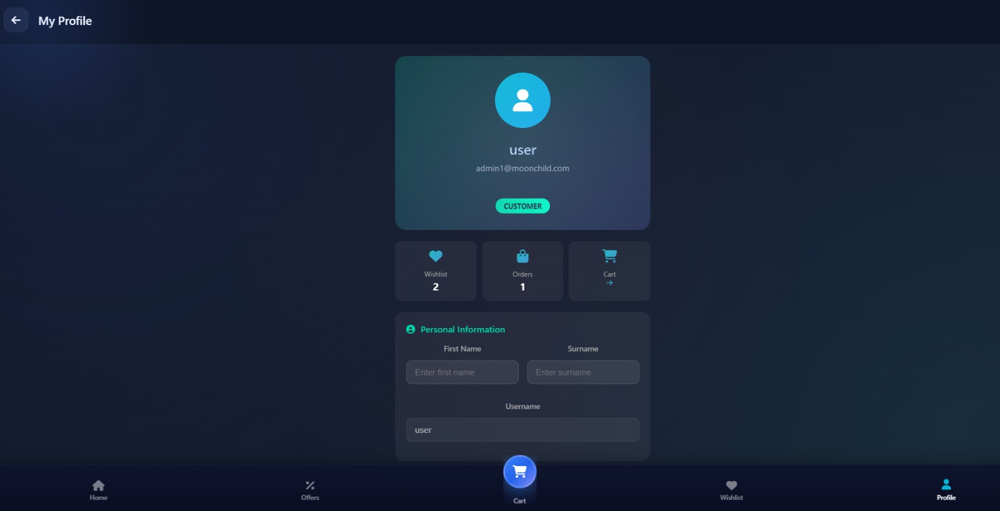 My Profile
user
admin1@moonchild.com
CUSTOMER
Wishlist
2
Orders
1
Cart
Personal Information
First Name
Surname
Enter first name
Enter surname
Username
user
Home
Offers
Cart
Wishlist
Profile